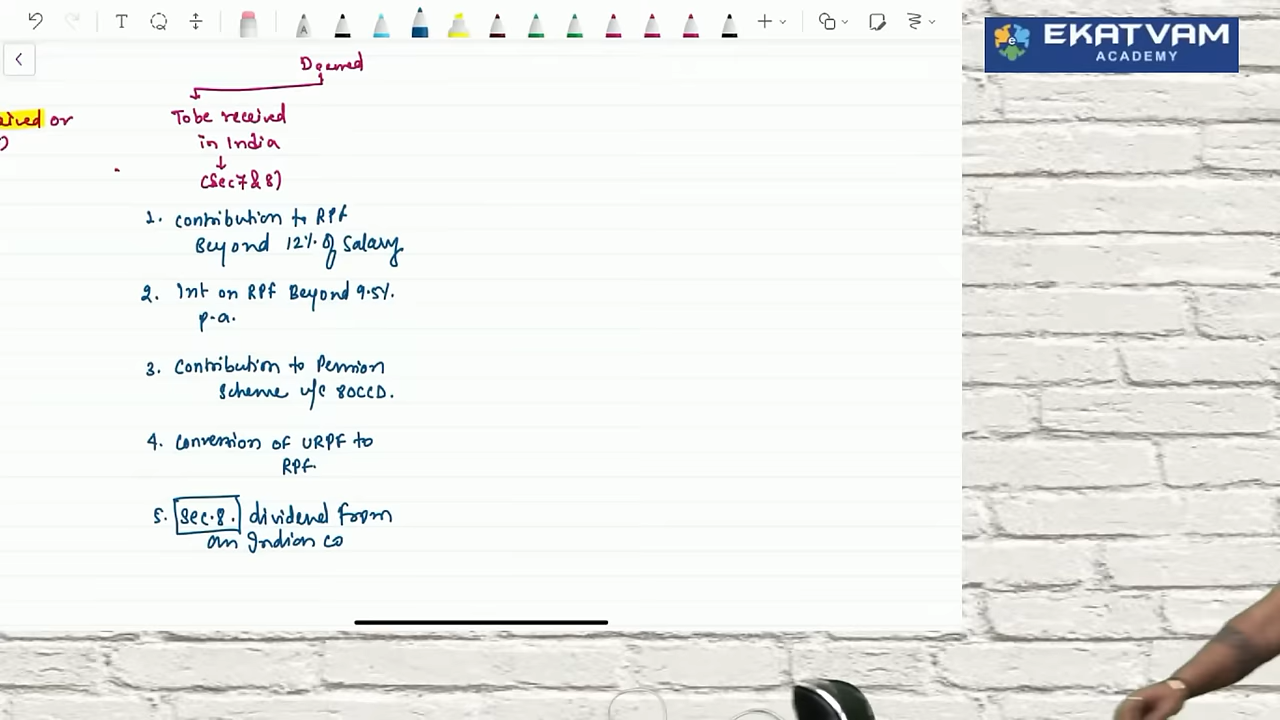 EKATVAM
ACADEMY
Deemed
or
To be received
in India
(Sec 7 & 8)
1. Contribution to RPF
Beyond 12% of Salary
2. Int on RPF Beyond 9.5%
p.a.
3. Contribution to Pension
Scheme u/s 80CCD.
4. Conversion of URPF to
RPF.
5. Sec.8. dividend from
an Indian co